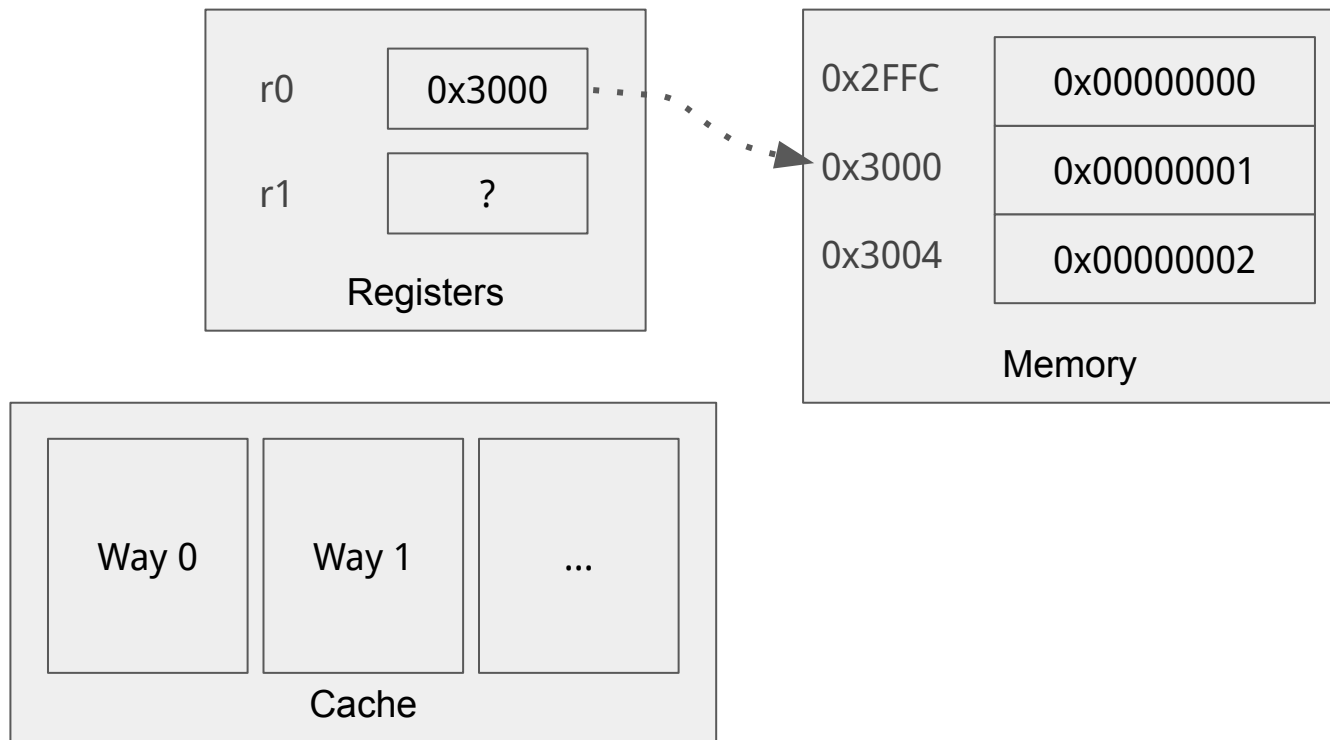 r0
0x3000
r1
?
Registers
0x2FFC
0x00000000
0x3000
0x00000001
0x3004
0x00000002
Memory
Way 0
Way 1
...
Cache